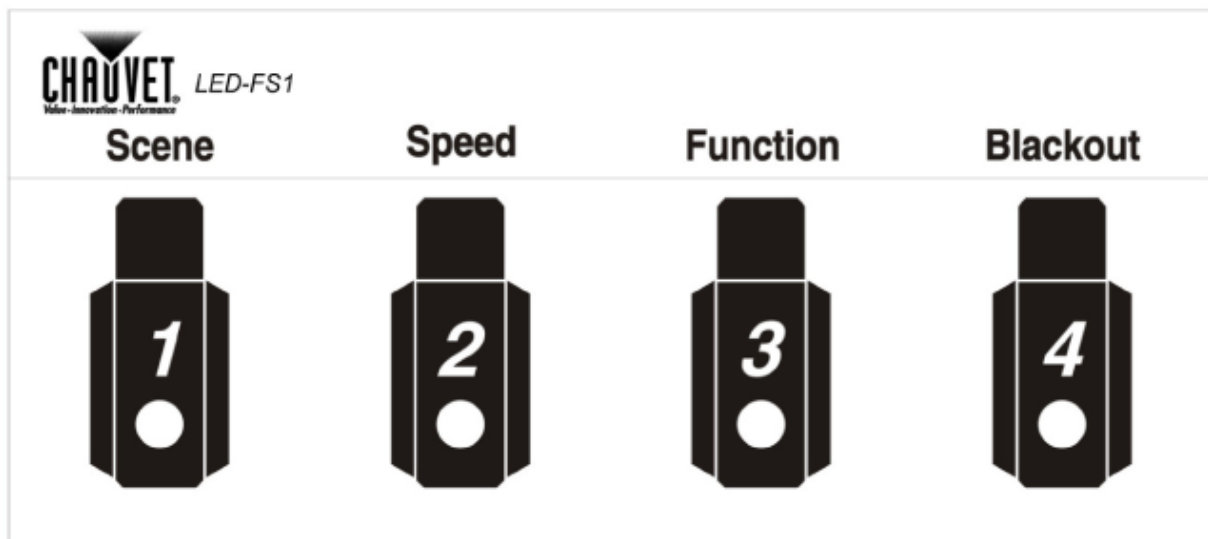 CHAUVET® LED-FS1
Value-Innovation-Performance
Scene Speed Function Blackout
1 2 3 4